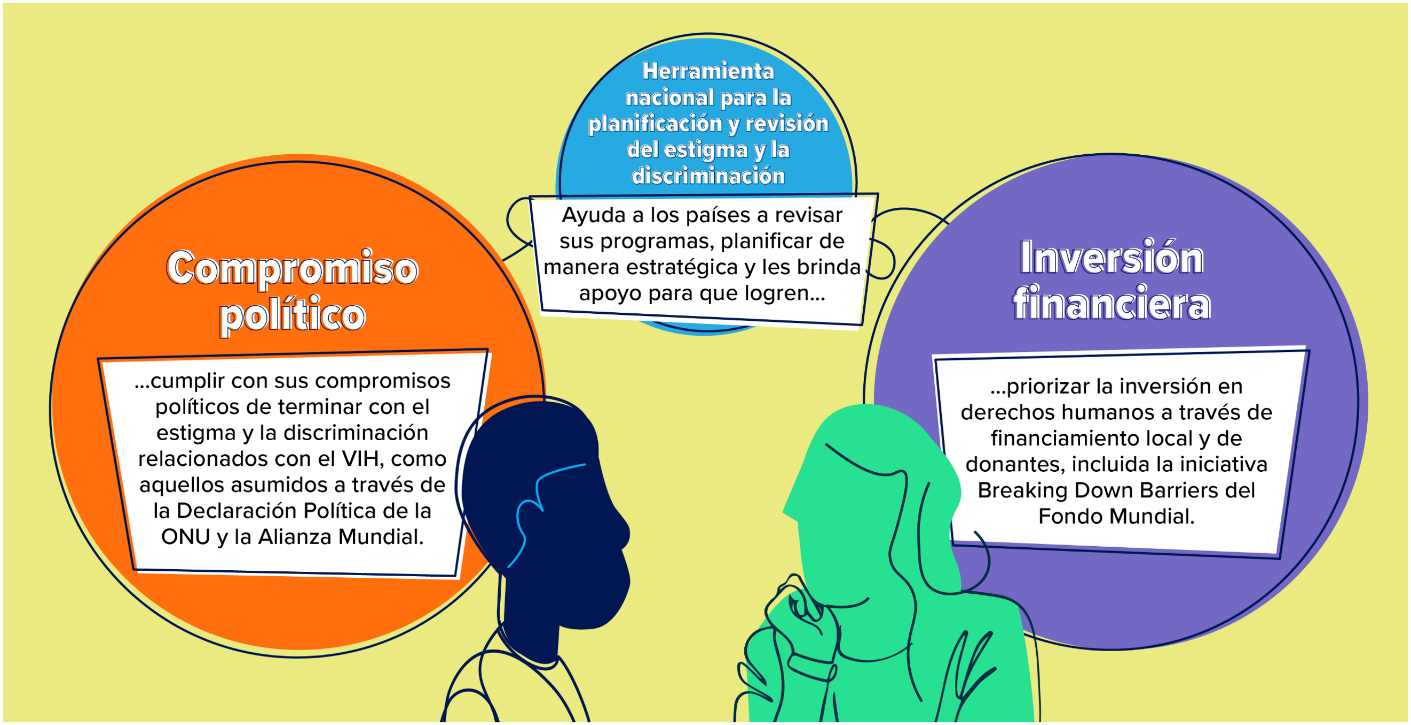 Herramienta
nacional para la
planificación y revisión
del estigma y la
discriminación
Ayuda a los países a revisar
sus programas, planificar de
manera estratégica y les brinda
apoyo para que logren...
Compromiso
político
...cumplir con sus compromisos
políticos de terminar con el
estigma y la discriminación
relacionados con el VIH, como
aquellos asumidos a través de
la Declaración Política de la
ONU y la Alianza Mundial.
Inversión
financiera
...priorizar la inversión en
derechos humanos a través de
financiamiento local y de
donantes, incluida la iniciativa
Breaking Down Barriers del
Fondo Mundial.